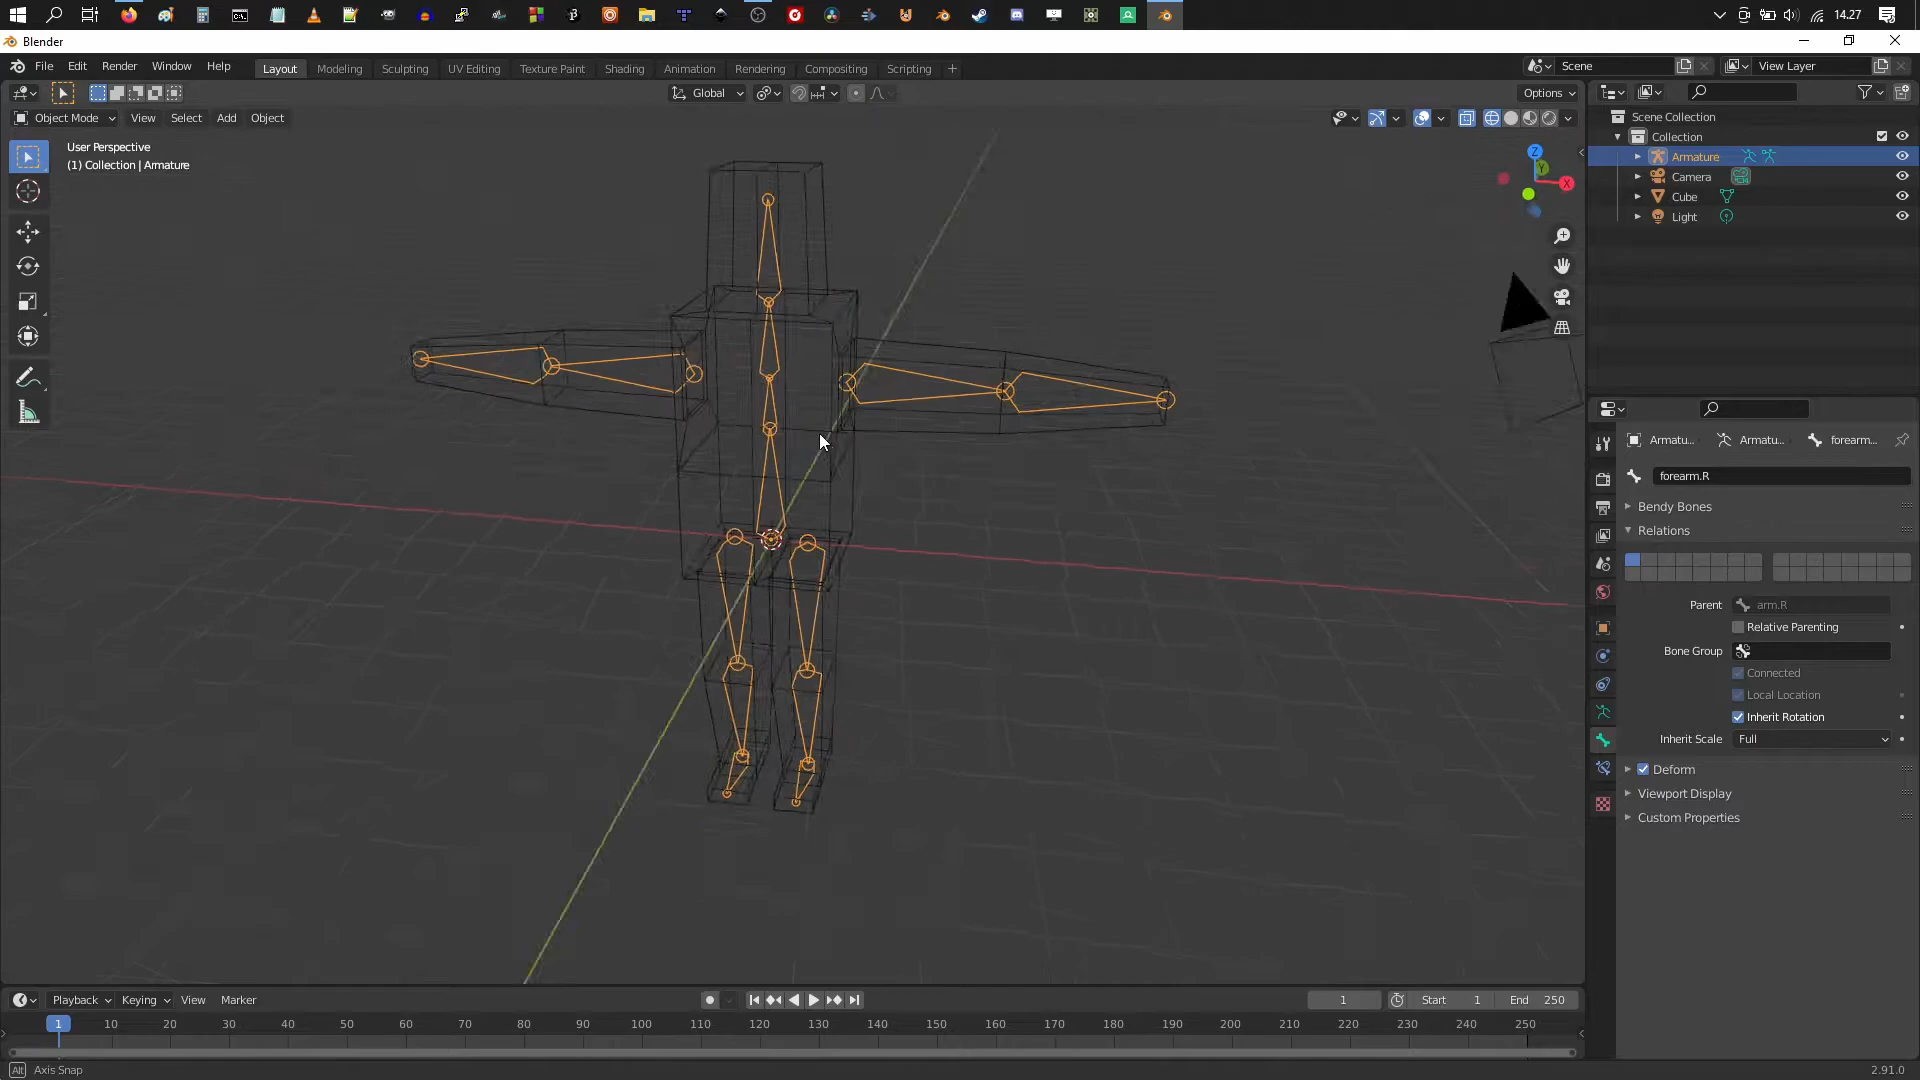 14.27
Blender
File Edit Render Window Help Layout Modeling Sculpting UV Editing Texture Paint Shading Animation Rendering Compositing Scripting + Scene View Layer
Global Options
Object Mode View Select Add Object
User Perspective
(1) Collection | Armature
Z
Y
X
Scene Collection
Collection
Armature
Camera
Cube
Light
Armatu... Armatu... forearm...
forearm.R
Bendy Bones
Relations
Parent arm.R
Relative Parenting
Bone Group
Connected
Local Location
Inherit Rotation
Inherit Scale Full
Deform
Viewport Display
Custom Properties
Playback Keying View Marker 1 Start 1 End 250
1 10 20 30 40 50 60 70 80 90 100 110 120 130 140 150 160 170 180 190 200 210 220 230 240 250
Alt Axis Snap 2.91.0